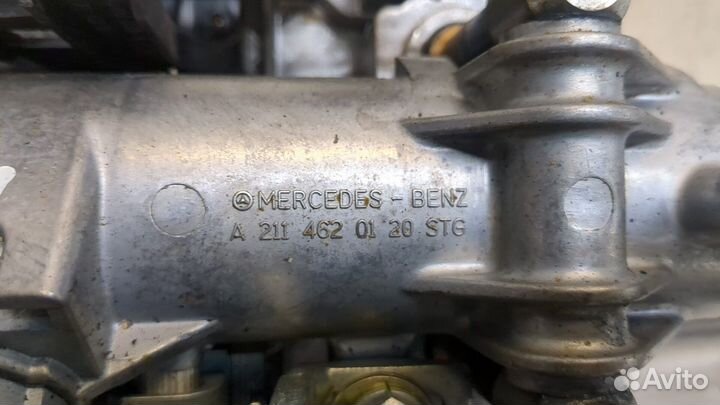 MERCEDES - BENZ
A 211 462 01 20 STG
Avito